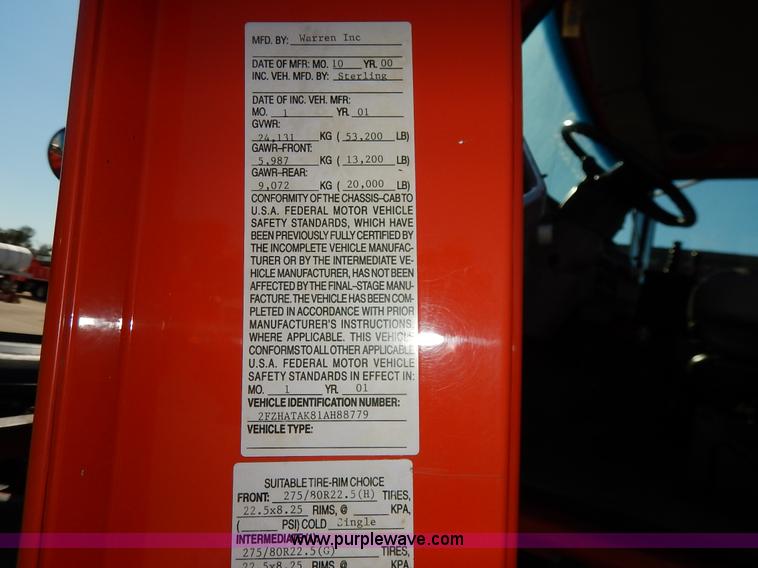 MFD. BY: Warren Inc
DATE OF MFR: MO. 10 YR. 00
INC. VEH. MFD. BY: Sterling
DATE OF INC. VEH. MFR:
MO. 1 YR. 01
GVWR:
24,131 KG ( 53,200 LB)
GAWR-FRONT:
5,987 KG ( 13,200 LB)
GAWR-REAR:
9,072 KG ( 20,000 LB)
CONFORMITY OF THE CHASSIS-CAB TO
U.S.A. FEDERAL MOTOR VEHICLE
SAFETY STANDARDS, WHICH HAVE
BEEN PREVIOUSLY FULLY CERTIFIED BY
THE INCOMPLETE VEHICLE MANUFAC-
TURER OR BY THE INTERMEDIATE VE-
HICLE MANUFACTURER, HAS NOT BEEN
AFFECTED BY THE FINAL-STAGE MANU-
FACTURE. THE VEHICLE HAS BEEN COM-
PLETED IN ACCORDANCE WITH PRIOR
MANUFACTURER'S INSTRUCTIONS,
WHERE APPLICABLE. THIS VEHICLE
CONFORMS TO ALL OTHER APPLICABLE
U.S.A. FEDERAL MOTOR VEHICLE
SAFETY STANDARDS IN EFFECT IN:
MO. 1 YR. 01
VEHICLE IDENTIFICATION NUMBER:
2FZHATAK81AH88779
VEHICLE TYPE:
SUITABLE TIRE-RIM CHOICE
FRONT: 275/80R22.5(H) TIRES,
22.5x8.25 RIMS, @ KPA,
( PSI) COLD Single
INTERMEDIATE
275/80R22.5(G) TIRES,
22.5x8.25 RIMS, @ KPA
www.purplewave.com